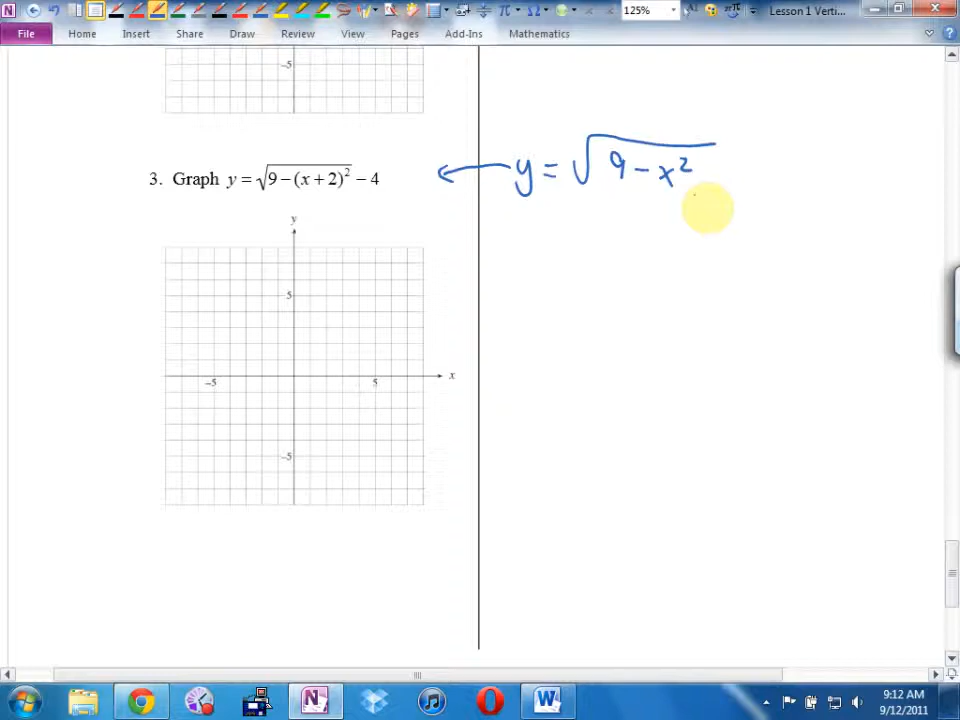 125%
Lesson 1 Verti...
File Home Insert Share Draw Review View Pages Add-Ins Mathematics
-5
3. Graph y = √(9 − (x + 2)²) − 4
y = √(9 − x²)
y
5
-5 5 x
-5
9:12 AM
9/12/2011